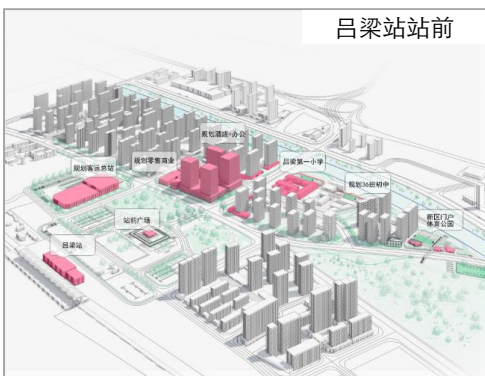 吕梁站站前
规划酒店+办公
规划零售商业
吕梁第一小学
规划客运总站
规划36班初中
站前广场
新区门户
体育公园
吕梁站